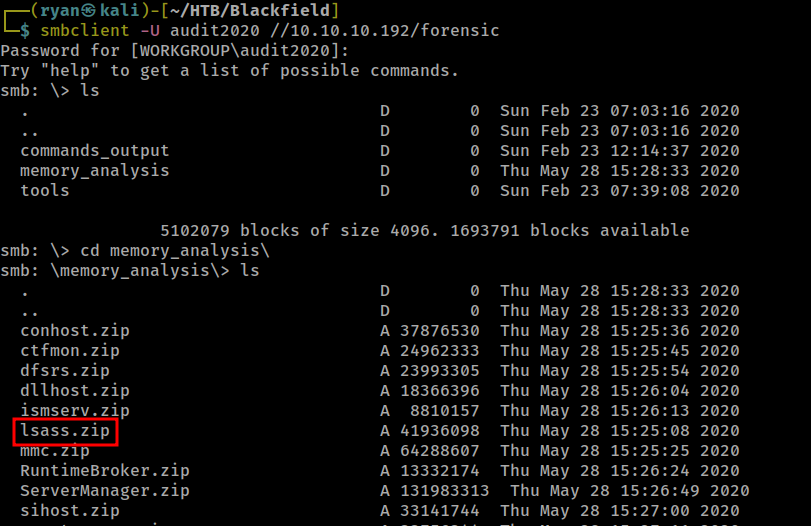 (ryan㉿kali)-[~/HTB/Blackfield]
$ smbclient -U audit2020 //10.10.10.192/forensic
Password for [WORKGROUP\audit2020]:
Try "help" to get a list of possible commands.
smb: \> ls
. D 0 Sun Feb 23 07:03:16 2020
.. D 0 Sun Feb 23 07:03:16 2020
commands_output D 0 Sun Feb 23 12:14:37 2020
memory_analysis D 0 Thu May 28 15:28:33 2020
tools D 0 Sun Feb 23 07:39:08 2020
5102079 blocks of size 4096. 1693791 blocks available
smb: \> cd memory_analysis\
smb: \memory_analysis\> ls
. D 0 Thu May 28 15:28:33 2020
.. D 0 Thu May 28 15:28:33 2020
conhost.zip A 37876530 Thu May 28 15:25:36 2020
ctfmon.zip A 24962333 Thu May 28 15:25:45 2020
dfsrs.zip A 23993305 Thu May 28 15:25:54 2020
dllhost.zip A 18366396 Thu May 28 15:26:04 2020
ismserv.zip A 8810157 Thu May 28 15:26:13 2020
lsass.zip A 41936098 Thu May 28 15:25:08 2020
mmc.zip A 64288607 Thu May 28 15:25:25 2020
RuntimeBroker.zip A 13332174 Thu May 28 15:26:24 2020
ServerManager.zip A 131983313 Thu May 28 15:26:49 2020
sihost.zip A 33141744 Thu May 28 15:27:00 2020